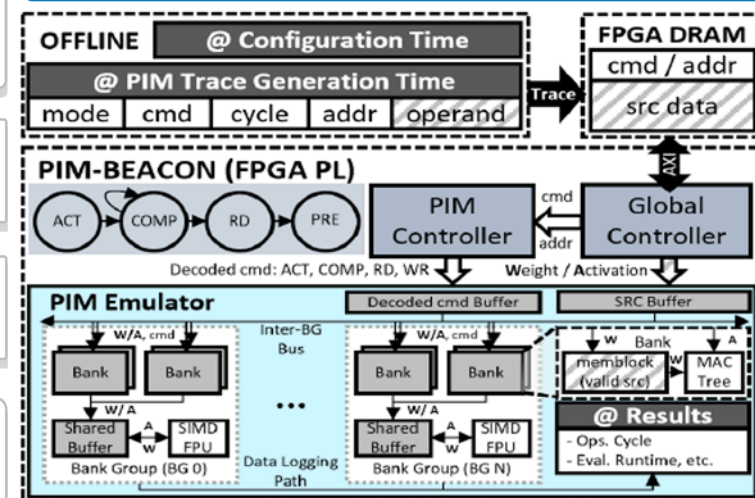 OFFLINE
@ Configuration Time
@ PIM Trace Generation Time
mode cmd cycle addr operand
Trace
FPGA DRAM
cmd / addr
src data
AXI
PIM-BEACON (FPGA PL)
ACT COMP RD PRE
PIM
Controller
cmd
addr
Global
Controller
Decoded cmd: ACT, COMP, RD, WR
Weight / Activation
PIM Emulator
Decoded cmd Buffer
SRC Buffer
Inter-BG
Bus
W/A, cmd
Bank Bank
W/A
Shared
Buffer
A
W
SIMD
FPU
Bank Group (BG 0)
...
Data Logging
Path
W/A, cmd
Bank Bank
W/A
Shared
Buffer
A
W
SIMD
FPU
Bank Group (BG N)
W Bank A
memblock
(valid src)
W
MAC
Tree
@ Results
- Ops. Cycle
- Eval. Runtime, etc.